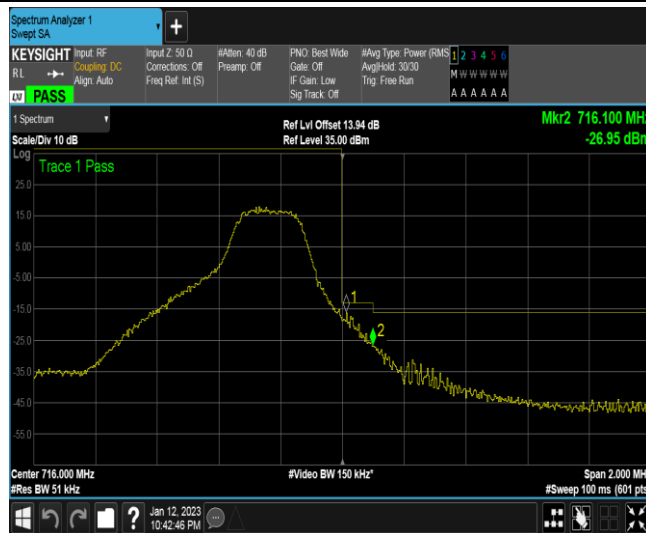 Spectrum Analyzer 1
Swept SA
+
KEYSIGHT
RL
Input: RF
Coupling: DC
Align: Auto
Input Z: 50 Ω
Corrections: Off
Freq Ref: Int (S)
#Atten: 40 dB
Preamp: Off
PNO: Best Wide
Gate: Off
IF Gain: Low
Sig Track: Off
#Avg Type: Power (RMS
Avg|Hold: 30/30
Trig: Free Run
1 2 3 4 5 6
M W W W W W
A A A A A A
LXI PASS
1 Spectrum
Scale/Div 10 dB
Ref Lvl Offset 13.94 dB
Ref Level 35.00 dBm
Mkr2 716.100 MHz
-26.95 dBm
Log
Trace 1 Pass
25.0
15.0
5.00
-5.00
-15.0
-25.0
-35.0
-45.0
-55.0
1
2
Center 716.000 MHz
#Res BW 51 kHz
#Video BW 150 kHz*
Span 2.000 MH
#Sweep 100 ms (601 pts
?
Jan 12, 2023
10:42:46 PM